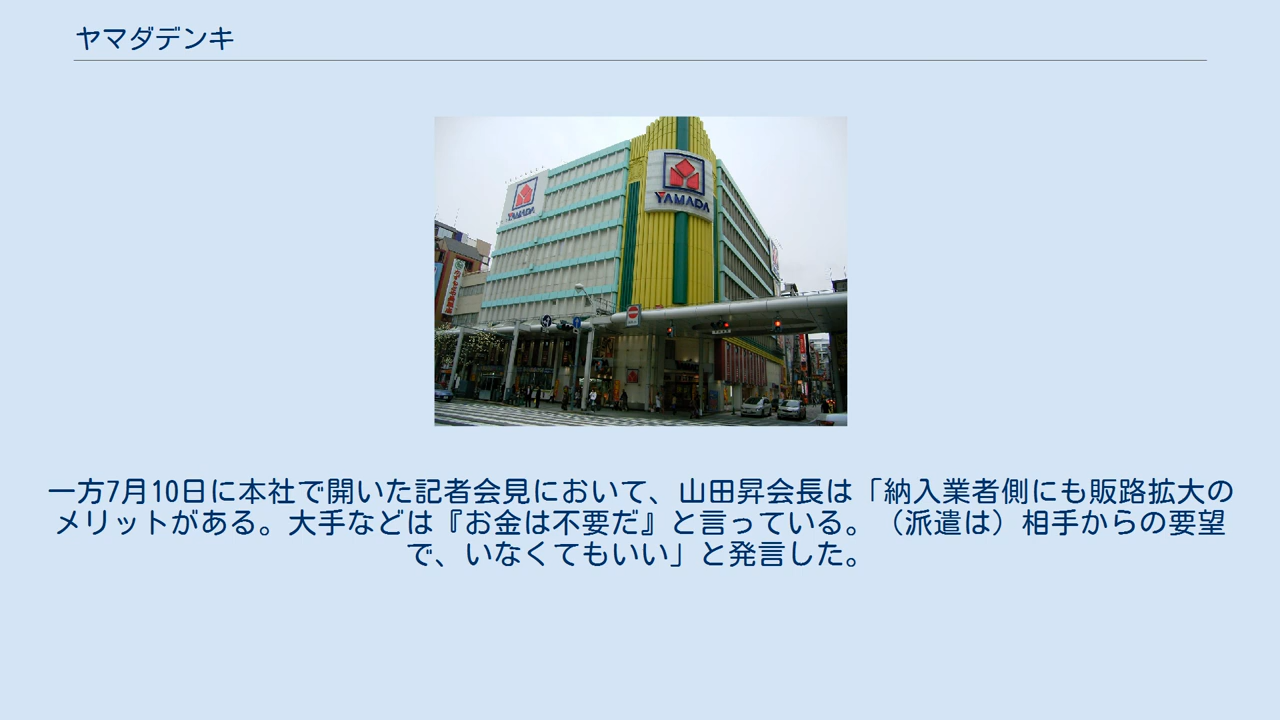 ヤマダデンキ
YAMADA
YAMADA
一方7月10日に本社で開いた記者会見において、山田昇会長は「納入業者側にも販路拡大の
メリットがある。大手などは『お金は不要だ』と言っている。（派遣は）相手からの要望
で、いなくてもいい」と発言した。